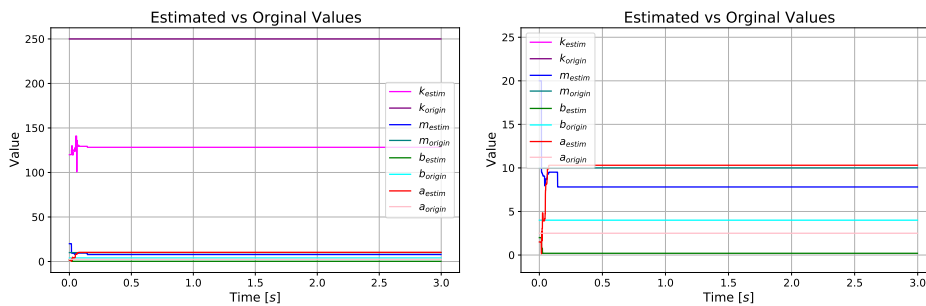 Estimated vs Orginal Values
250
200
150
100
50
0
Value
k_estim
k_origin
m_estim
m_origin
b_estim
b_origin
a_estim
a_origin
0.0 0.5 1.0 1.5 2.0 2.5 3.0
Time [s]
Estimated vs Orginal Values
25
20
15
10
5
0
Value
k_estim
k_origin
m_estim
m_origin
b_estim
b_origin
a_estim
a_origin
0.0 0.5 1.0 1.5 2.0 2.5 3.0
Time [s]